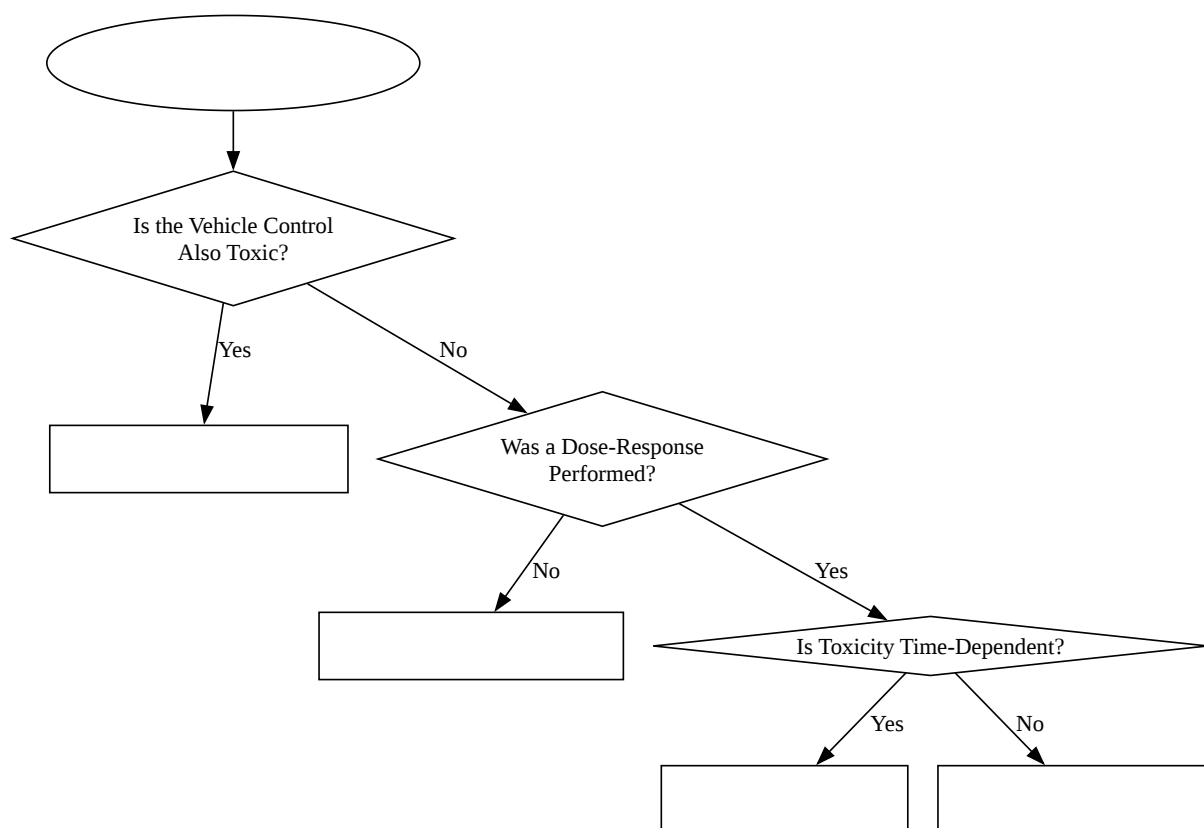 Is the Vehicle Control
Also Toxic?
Yes
No
Was a Dose-Response
Performed?
No
Yes
Is Toxicity Time-Dependent?
Yes
No